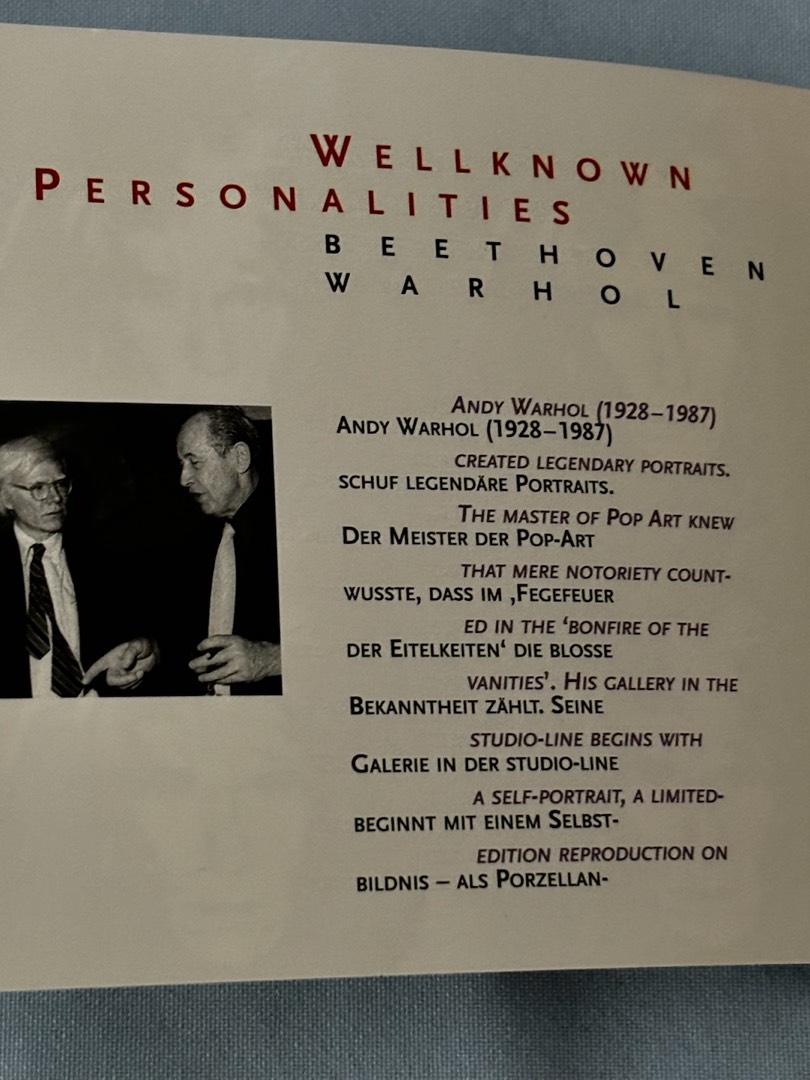 WELLKNOWN
PERSONALITIES
BEETHOVEN
WARHOL
ANDY WARHOL (1928–1987)
ANDY WARHOL (1928–1987)
CREATED LEGENDARY PORTRAITS.
SCHUF LEGENDÄRE PORTRAITS.
THE MASTER OF POP ART KNEW
DER MEISTER DER POP-ART
THAT MERE NOTORIETY COUNT-
WUSSTE, DASS IM ‚FEGEFEUER
ED IN THE ‘BONFIRE OF THE
DER EITELKEITEN‘ DIE BLOSSE
VANITIES’. HIS GALLERY IN THE
BEKANNTHEIT ZÄHLT. SEINE
STUDIO-LINE BEGINS WITH
GALERIE IN DER STUDIO-LINE
A SELF-PORTRAIT, A LIMITED-
BEGINNT MIT EINEM SELBST-
EDITION REPRODUCTION ON
BILDNIS – ALS PORZELLAN-